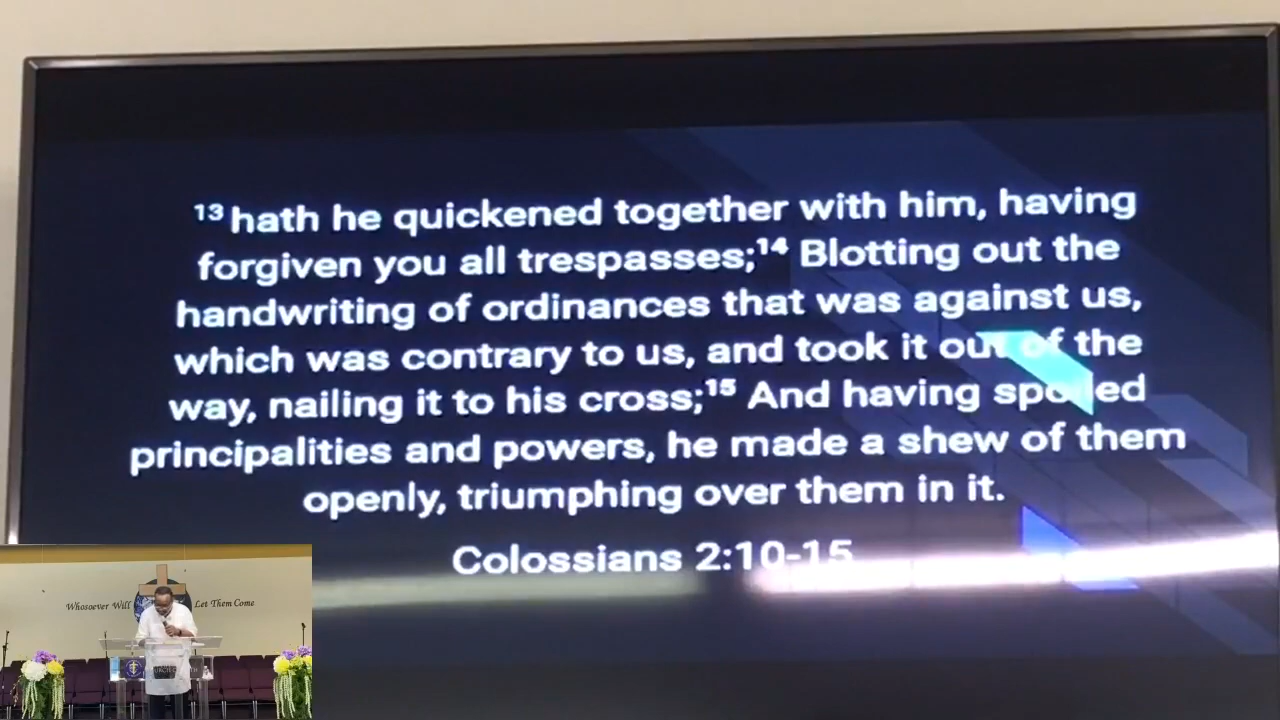 ¹³ hath he quickened together with him, having
forgiven you all trespasses;¹⁴ Blotting out the
handwriting of ordinances that was against us,
which was contrary to us, and took it out of the
way, nailing it to his cross;¹⁵ And having spoiled
principalities and powers, he made a shew of them
openly, triumphing over them in it.
Colossians 2:10-15
Whosoever Will
Let Them Come